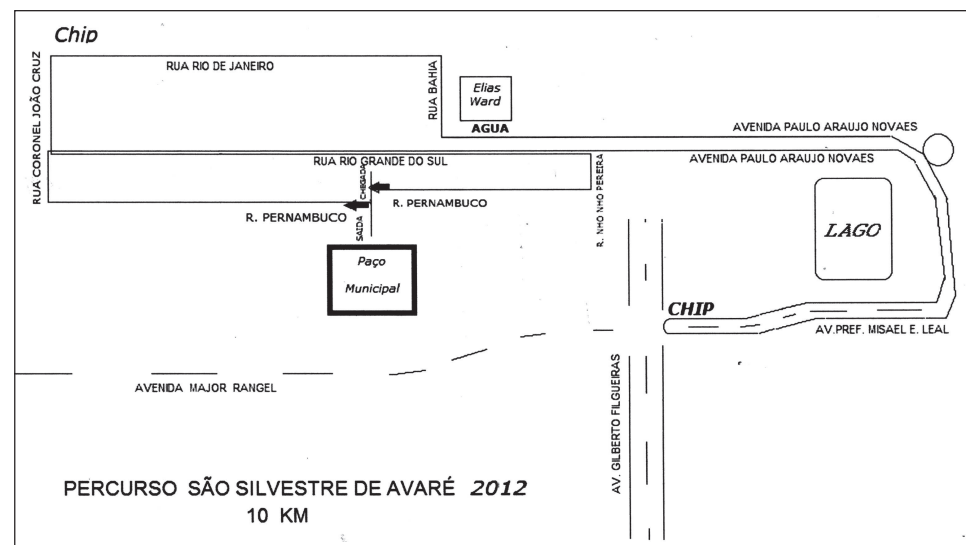 Chip
RUA CORONEL JOÃO CRUZ
RUA RIO DE JANEIRO
RUA BAHIA
Elias
Ward
AGUA
AVENIDA PAULO ARAUJO NOVAES
AVENIDA PAULO ARAUJO NOVAES
RUA RIO GRANDE DO SUL
CHEGADA
R. PERNAMBUCO
R. PERNAMBUCO
SAIDA
R. NHO NHO PEREIRA
Paço
Municipal
LAGO
CHIP
AV.PREF. MISAEL E. LEAL
AVENIDA MAJOR RANGEL
AV. GILBERTO FILGUEIRAS
PERCURSO SÃO SILVESTRE DE AVARÉ 2012
10 KM